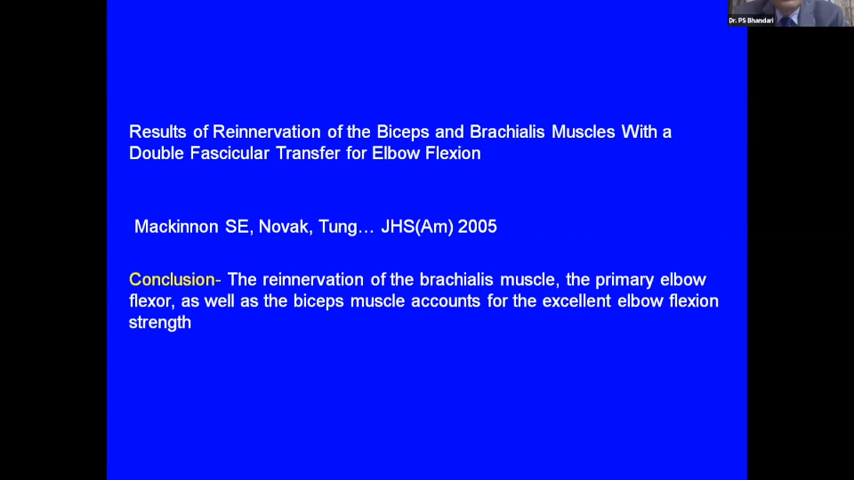 Dr. PS Bhandari
Results of Reinnervation of the Biceps and Brachialis Muscles With a
Double Fascicular Transfer for Elbow Flexion
Mackinnon SE, Novak, Tung… JHS(Am) 2005
Conclusion- The reinnervation of the brachialis muscle, the primary elbow
flexor, as well as the biceps muscle accounts for the excellent elbow flexion
strength